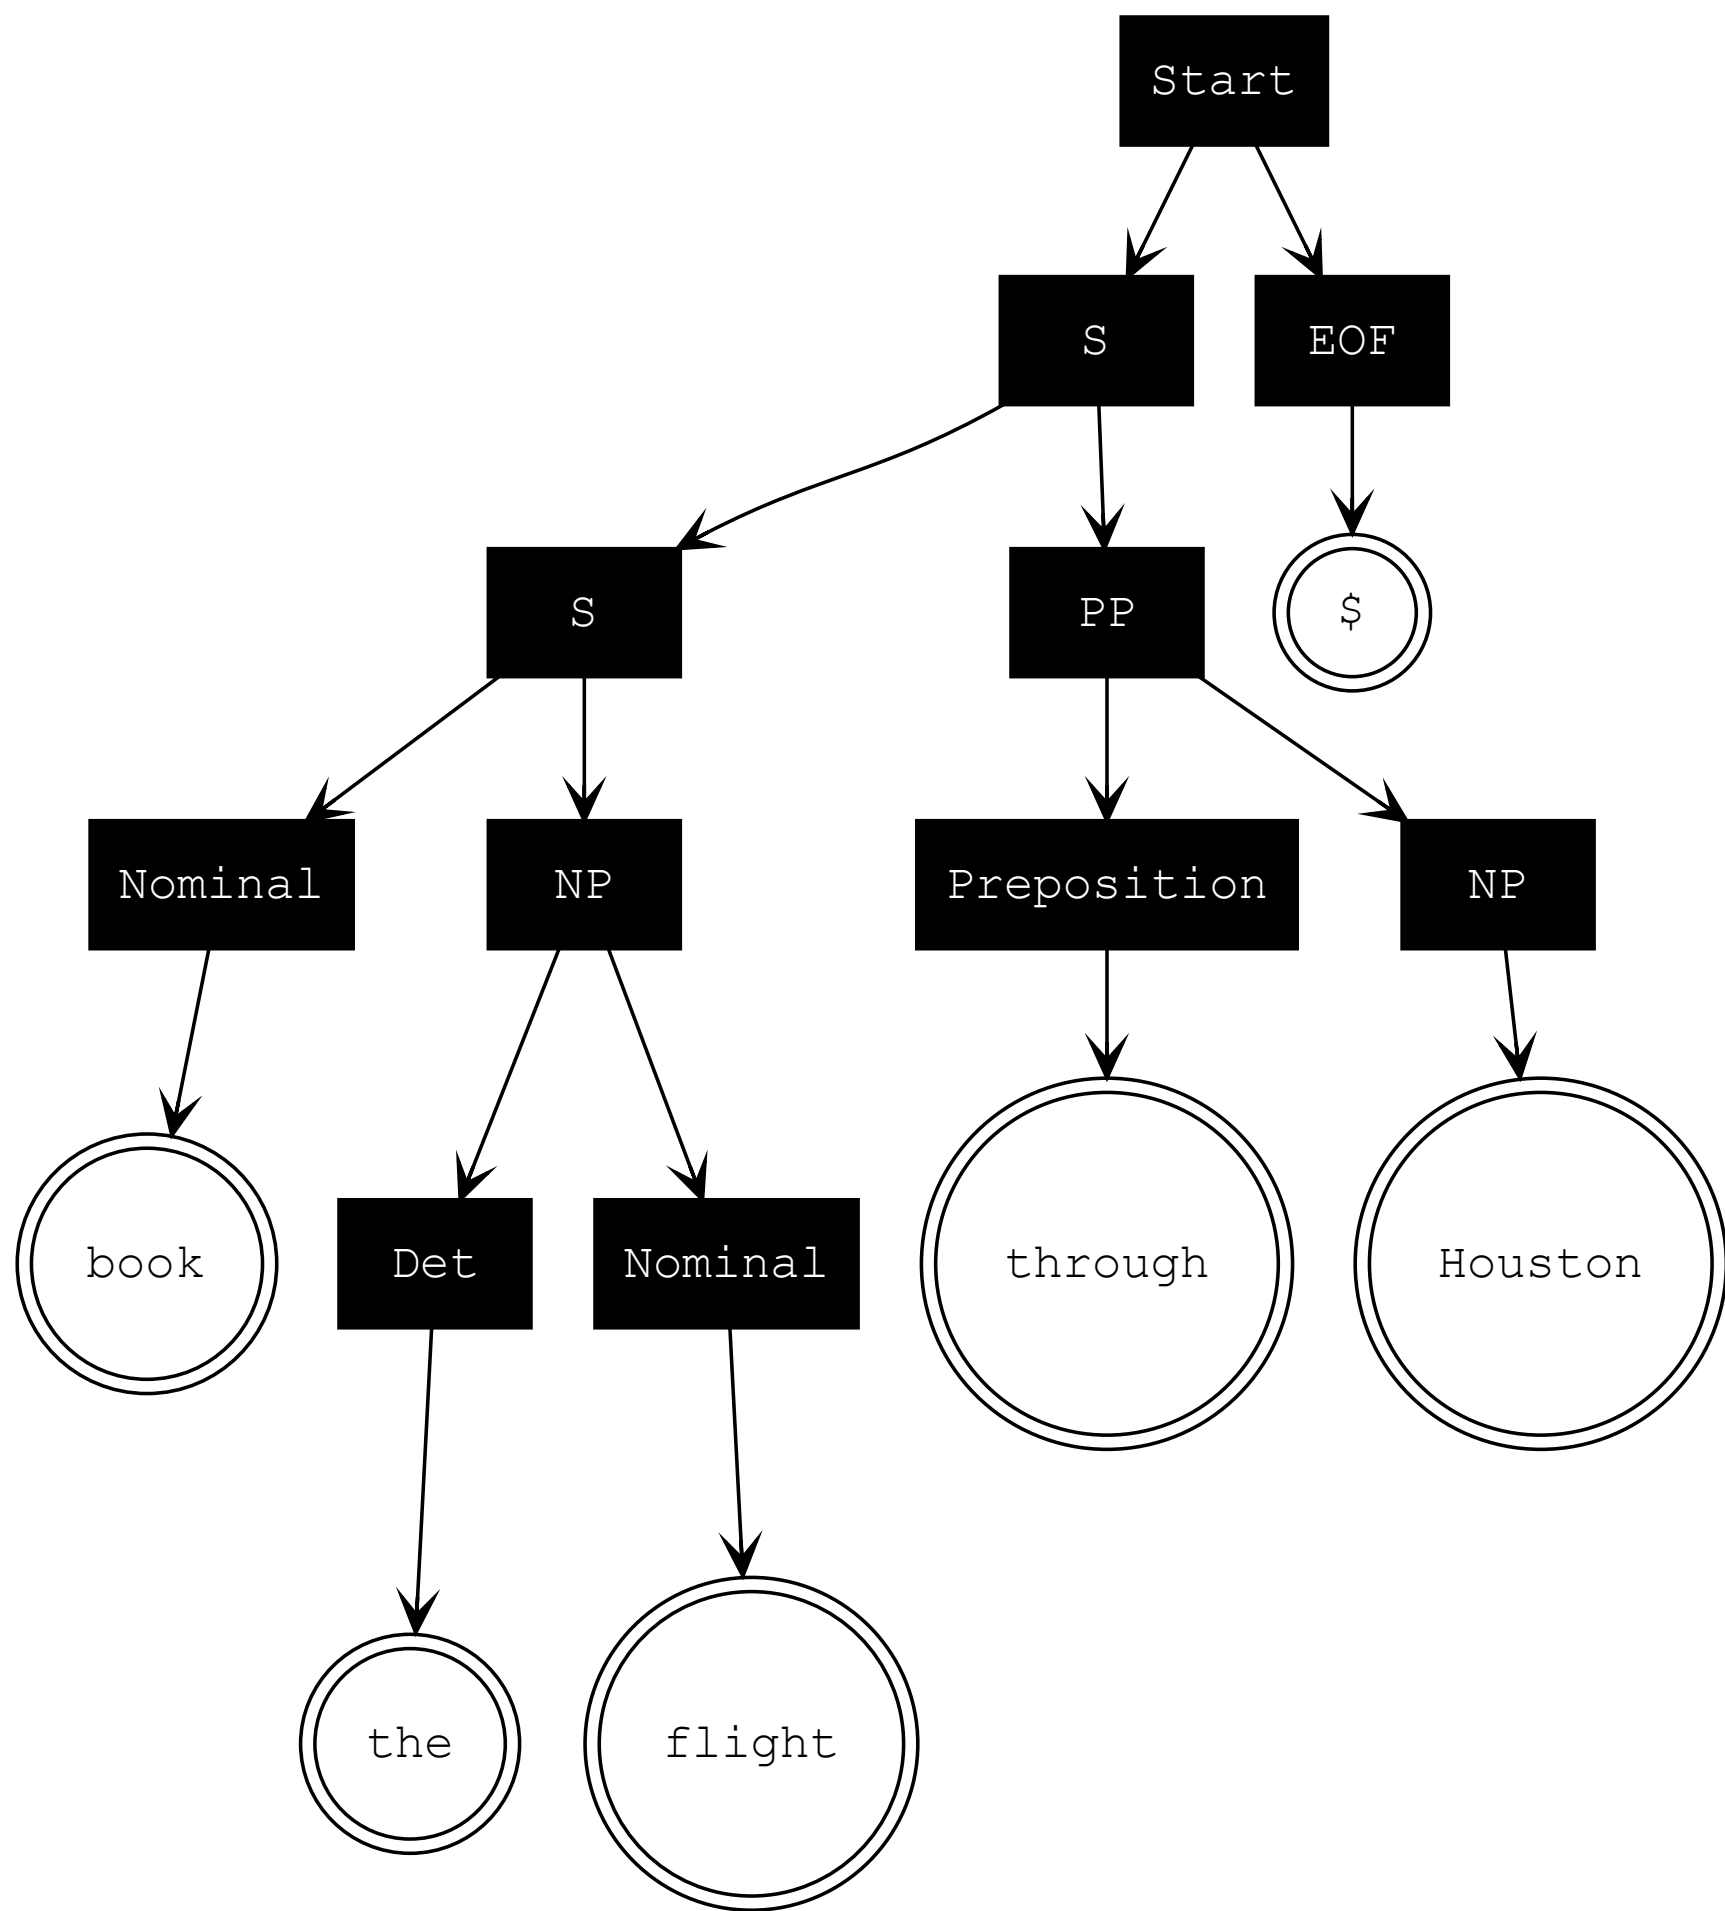 Start
S
EOF
S
PP
$
Nominal
NP
Preposition
NP
book
Det
Nominal
through
Houston
the
flight